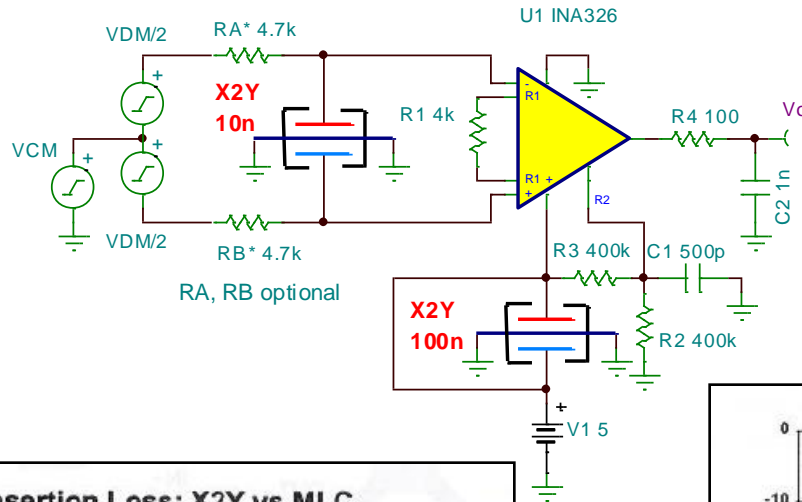 U1 INA326
VDM/2
RA* 4.7k
X2Y
10n
R1 4k
-
R1
R4 100
VCM
+
+
+
R1 +
+
R2
C2 1n
VDM/2
RB* 4.7k
R3 400k
C1 500p
RA, RB optional
X2Y
100n
R2 400k
+
V1 5
0
-10